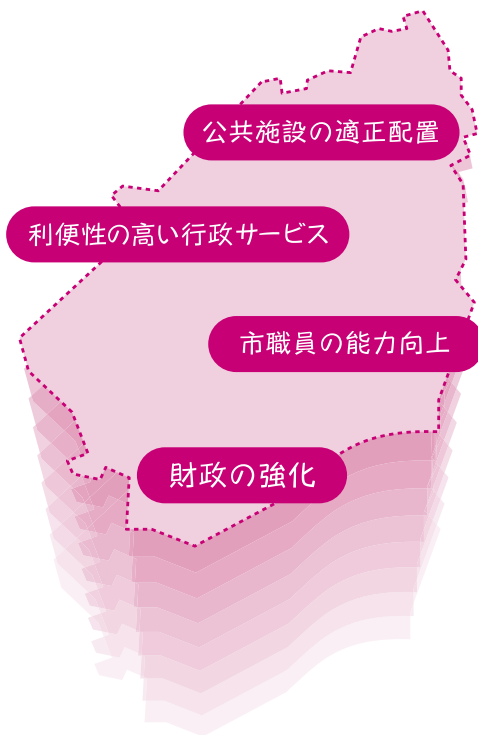 公共施設の適正配置
利便性の高い行政サービス
市職員の能力向上
財政の強化